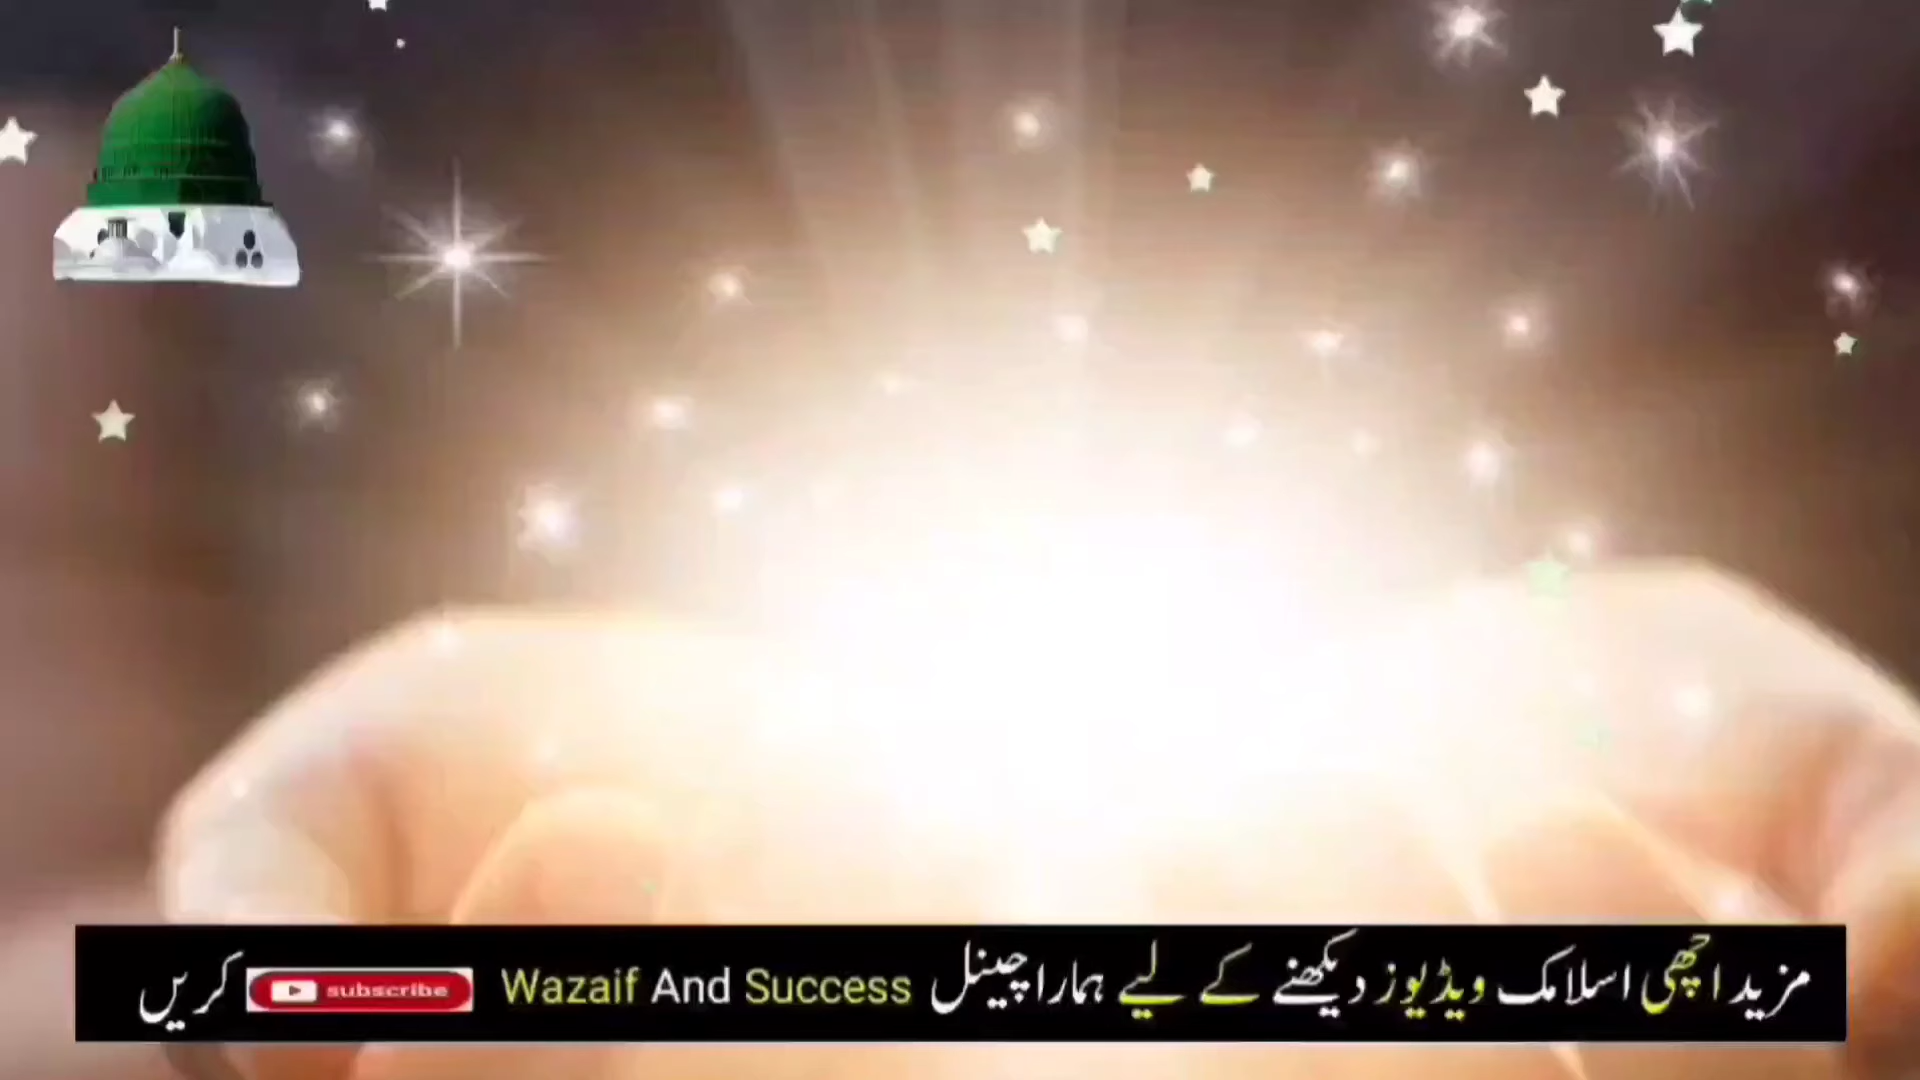 مزید اچھی اسلامک ویڈیوز دیکھنے کے لیے ہمارا چینل Wazaif And Success subscribe کریں